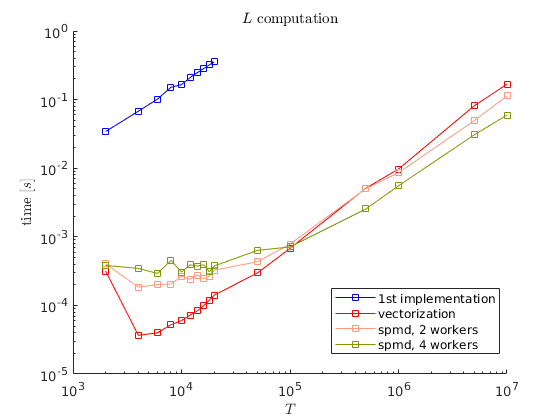 L computation
time [s]
10^0
10^-1
10^-2
10^-3
10^-4
10^-5
10^3
10^4
10^5
10^6
10^7
T
1st implementation
vectorization
spmd, 2 workers
spmd, 4 workers